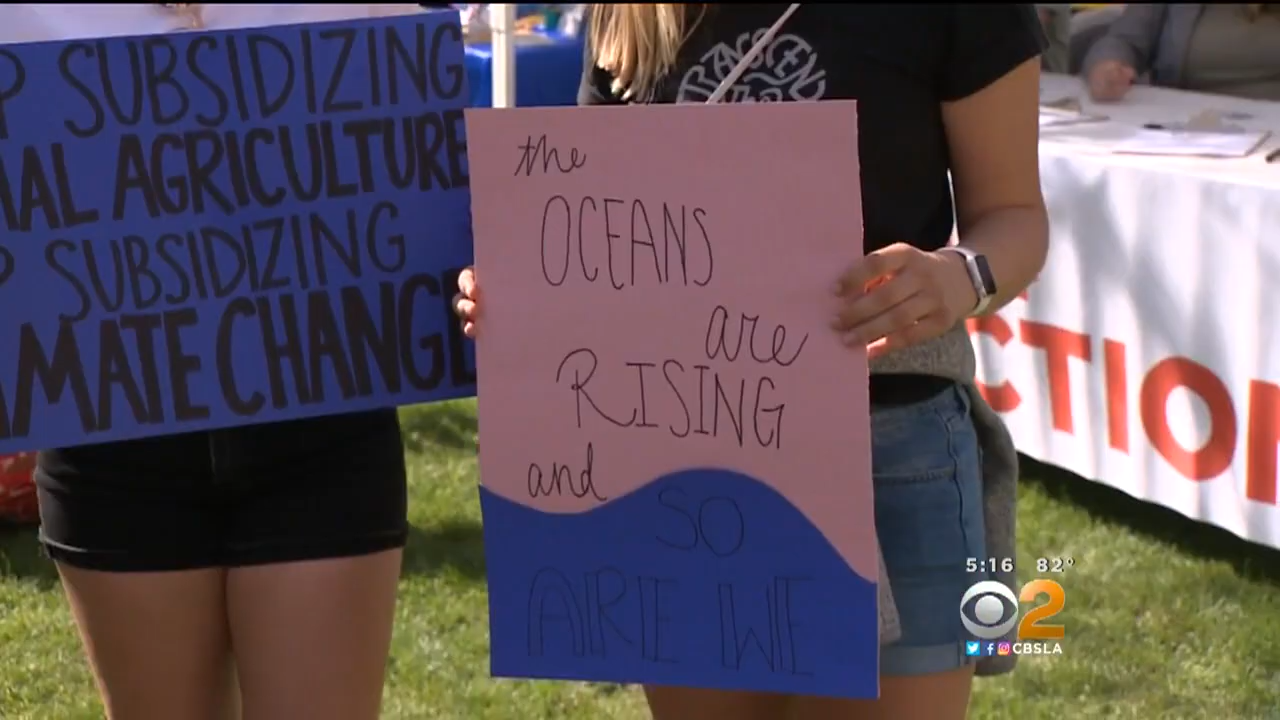 P SUBSIDIZING
MAL AGRICULTURE
P SUBSIDIZING
MATE CHANGE
the
OCEANS
are
RISING
and
SO
ARE WE
CTION
5:16 82°
2
CBSLA